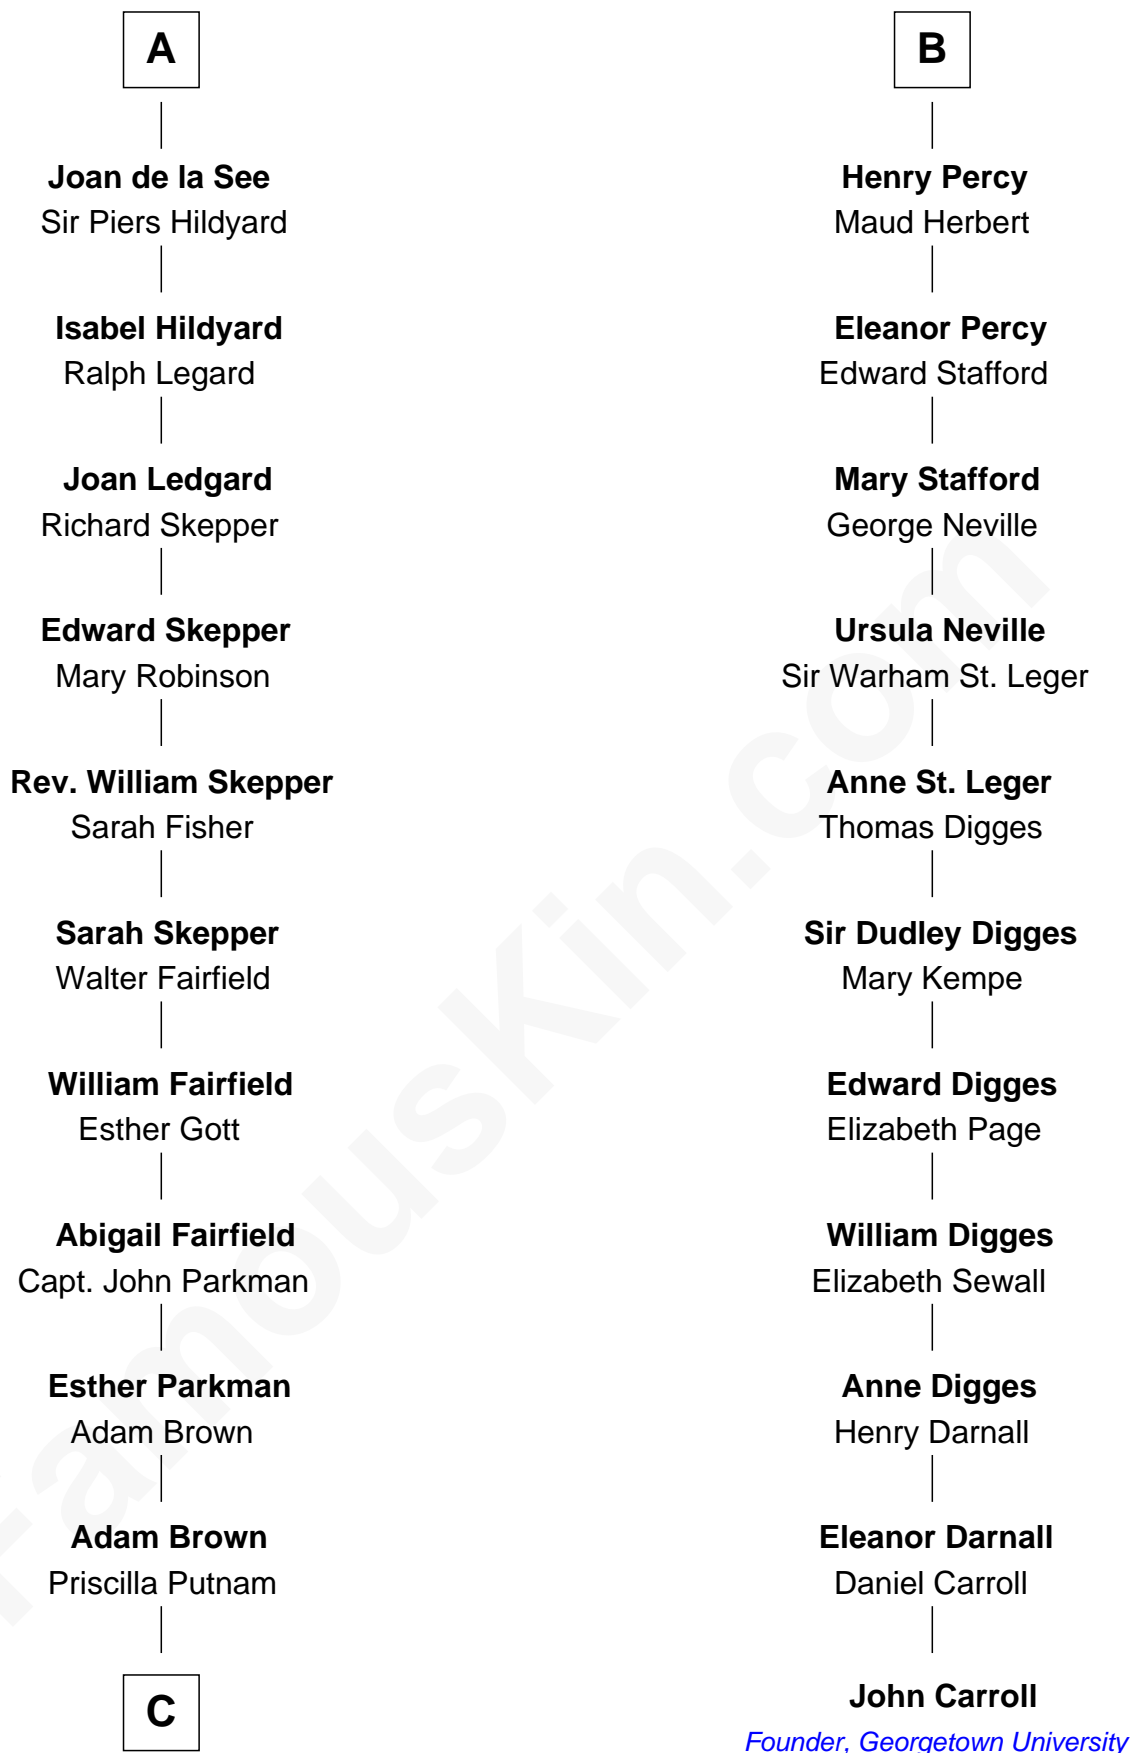 A
Joan de la See
Sir Piers Hildyard
Isabel Hildyard
Ralph Legard
Joan Ledgard
Richard Skepper
Edward Skepper
Mary Robinson
Rev. William Skepper
Sarah Fisher
Sarah Skepper
Walter Fairfield
William Fairfield
Esther Gott
Abigail Fairfield
Capt. John Parkman
Esther Parkman
Adam Brown
Adam Brown
Priscilla Putnam
C
B
Henry Percy
Maud Herbert
Eleanor Percy
Edward Stafford
Mary Stafford
George Neville
Ursula Neville
Sir Warham St. Leger
Anne St. Leger
Thomas Digges
Sir Dudley Digges
Mary Kempe
Edward Digges
Elizabeth Page
William Digges
Elizabeth Sewall
Anne Digges
Henry Darnall
Eleanor Darnall
Daniel Carroll
John Carroll
Founder, Georgetown University
FamousKin.com